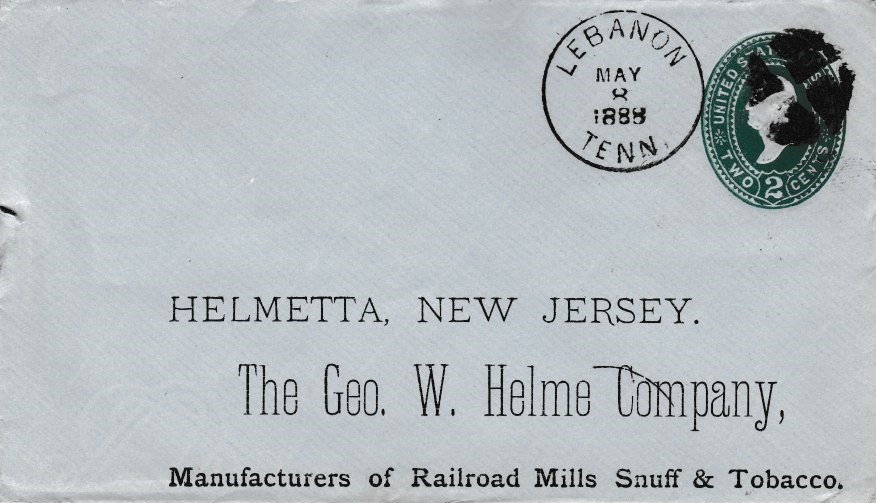 LEBANON
MAY
8
1888
TENN.
UNITED STA
TWO 2 CENTS
HELMETTA, NEW JERSEY.
The Geo. W. Helme Company,
Manufacturers of Railroad Mills Snuff & Tobacco.